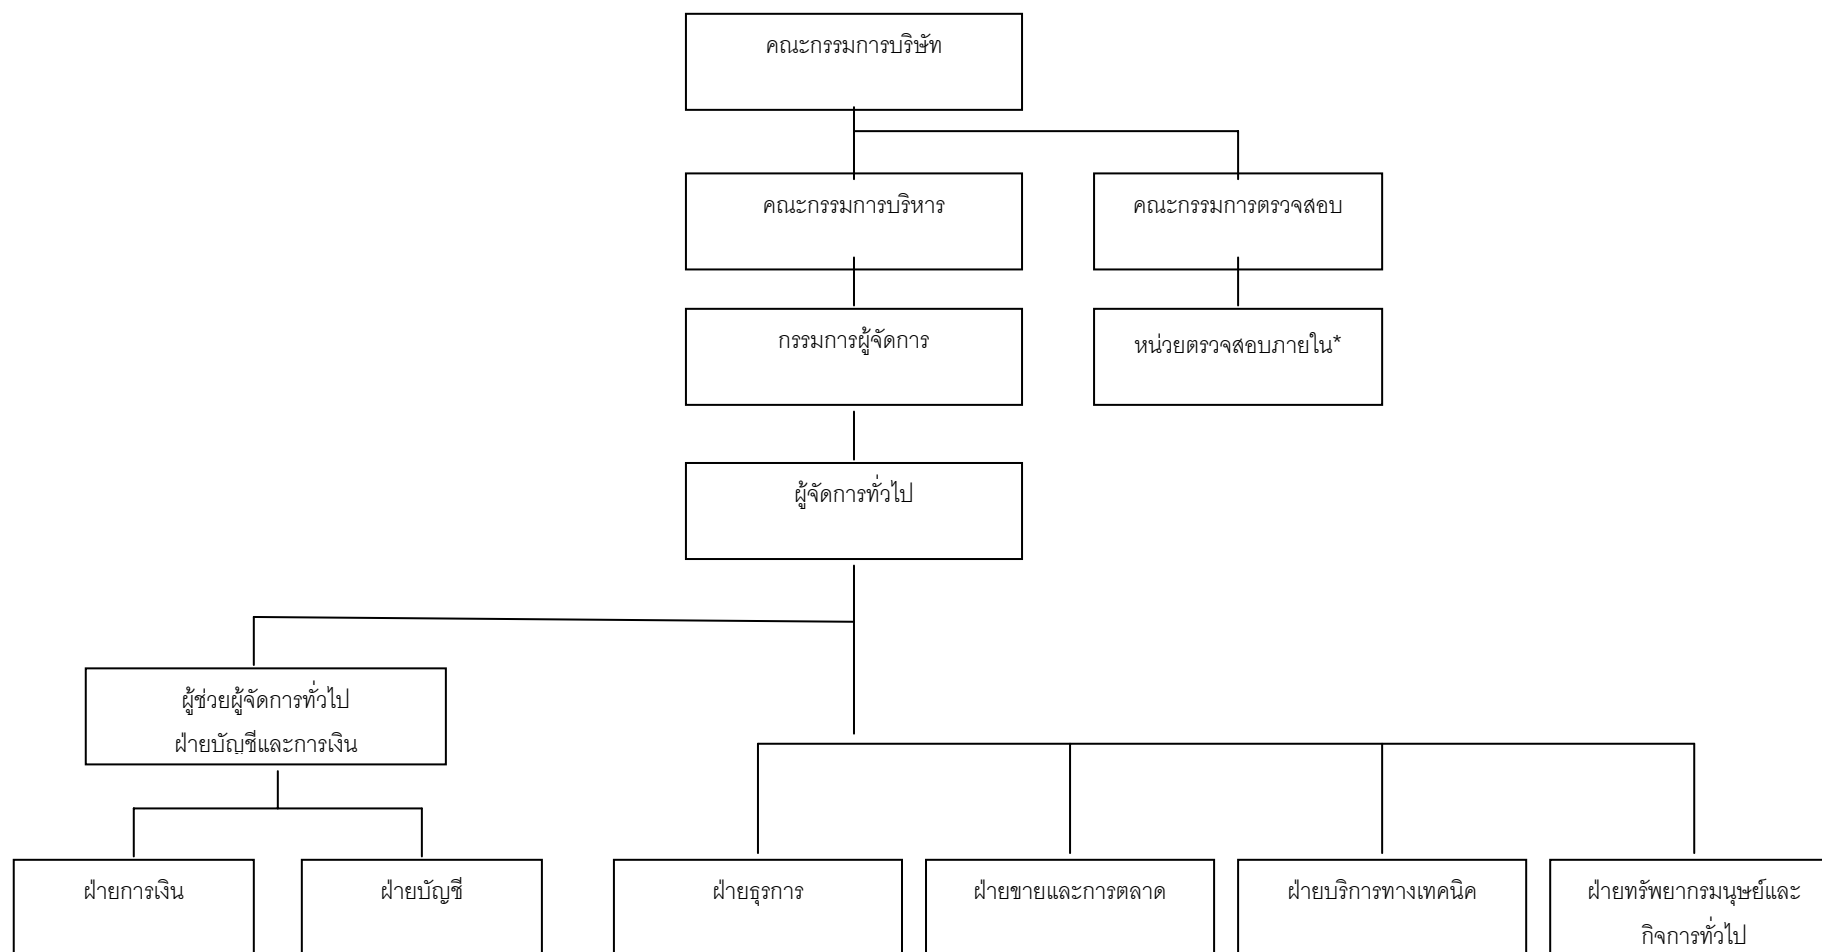 คณะกรรมการบริษัท
คณะกรรมการบริหาร
คณะกรรมการตรวจสอบ
กรรมการผู้จัดการ
หน่วยตรวจสอบภายใน*
ผู้จัดการทั่วไป
ผู้ช่วยผู้จัดการทั่วไป
ฝ่ายบัญชีและการเงิน
ฝ่ายการเงิน
ฝ่ายบัญชี
ฝ่ายธุรการ
ฝ่ายขายและการตลาด
ฝ่ายบริการทางเทคนิค
ฝ่ายทรัพยากรมนุษย์และ
กิจการทั่วไป